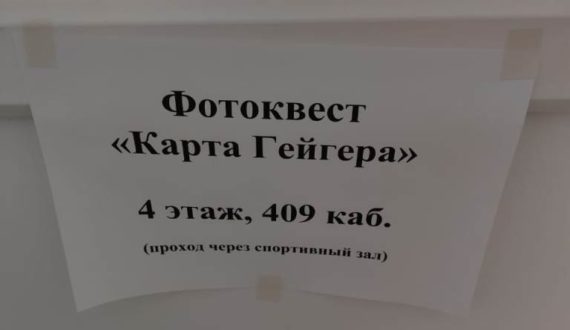 Фотоквест
«Карта Гейгера»
4 этаж, 409 каб.
(проход через спортивный зал)